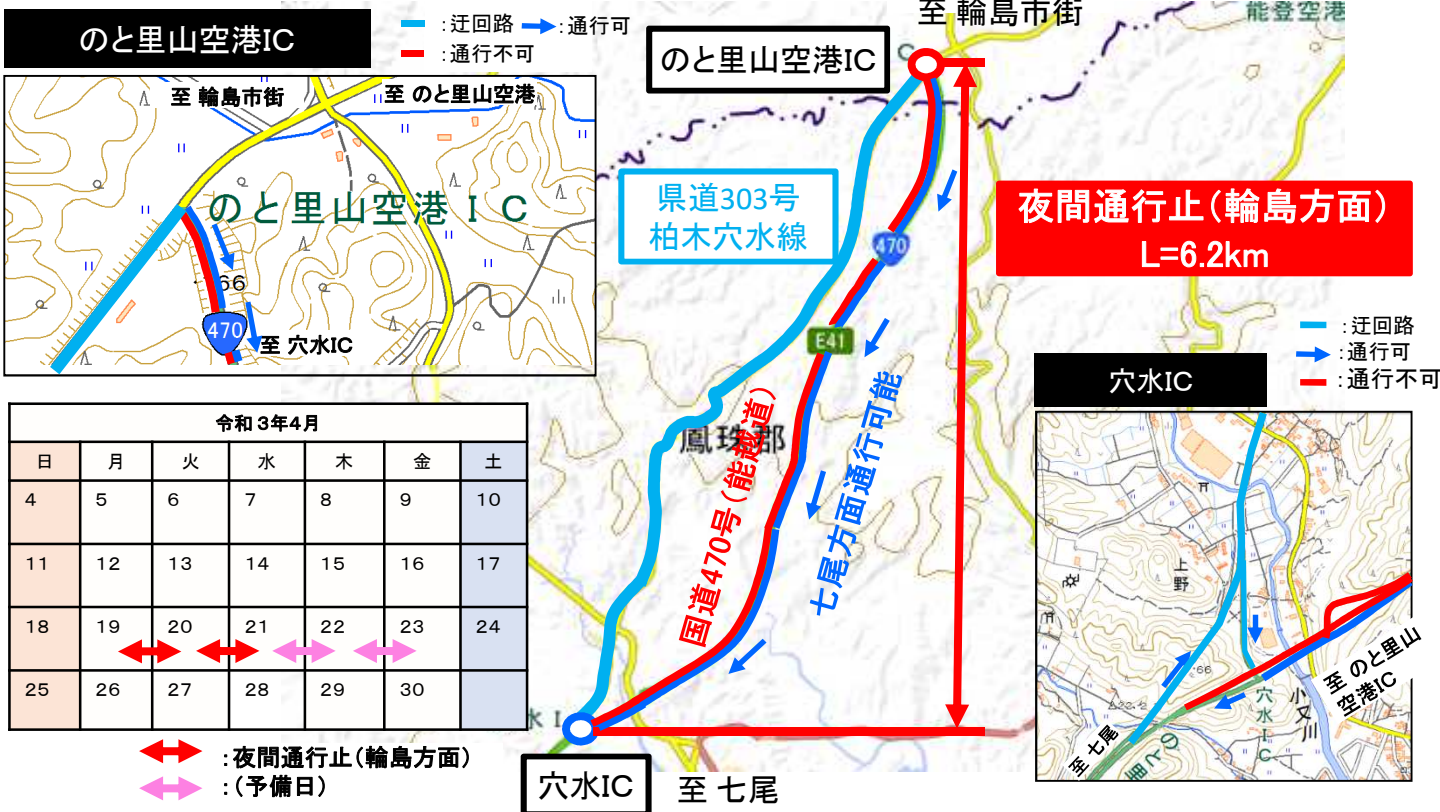 のと里山空港IC
:迂回路
:通行可
:通行不可
至 輪島市街
至 のと里山空港
のと里山空港 I C
66
470
至 穴水IC
令和3年4月
日 月 火 水 木 金 土
4 5 6 7 8 9 10
11 12 13 14 15 16 17
18 19 20 21 22 23 24
25 26 27 28 29 30
:夜間通行止(輪島方面)
:(予備日)
至 輪島市街
能登空港
のと里山空港IC
C
県道303号
柏木穴水線
470
夜間通行止(輪島方面)
L=6.2km
E41
鳳珠郡
国道470号(能越道)
七尾方面通行可能
水 I
穴水IC
至 七尾
:迂回路
:通行可
:通行不可
穴水IC
上野
66
22.2
穴水IC
小又川
至 のと里山
空港IC
至 七尾
のと里